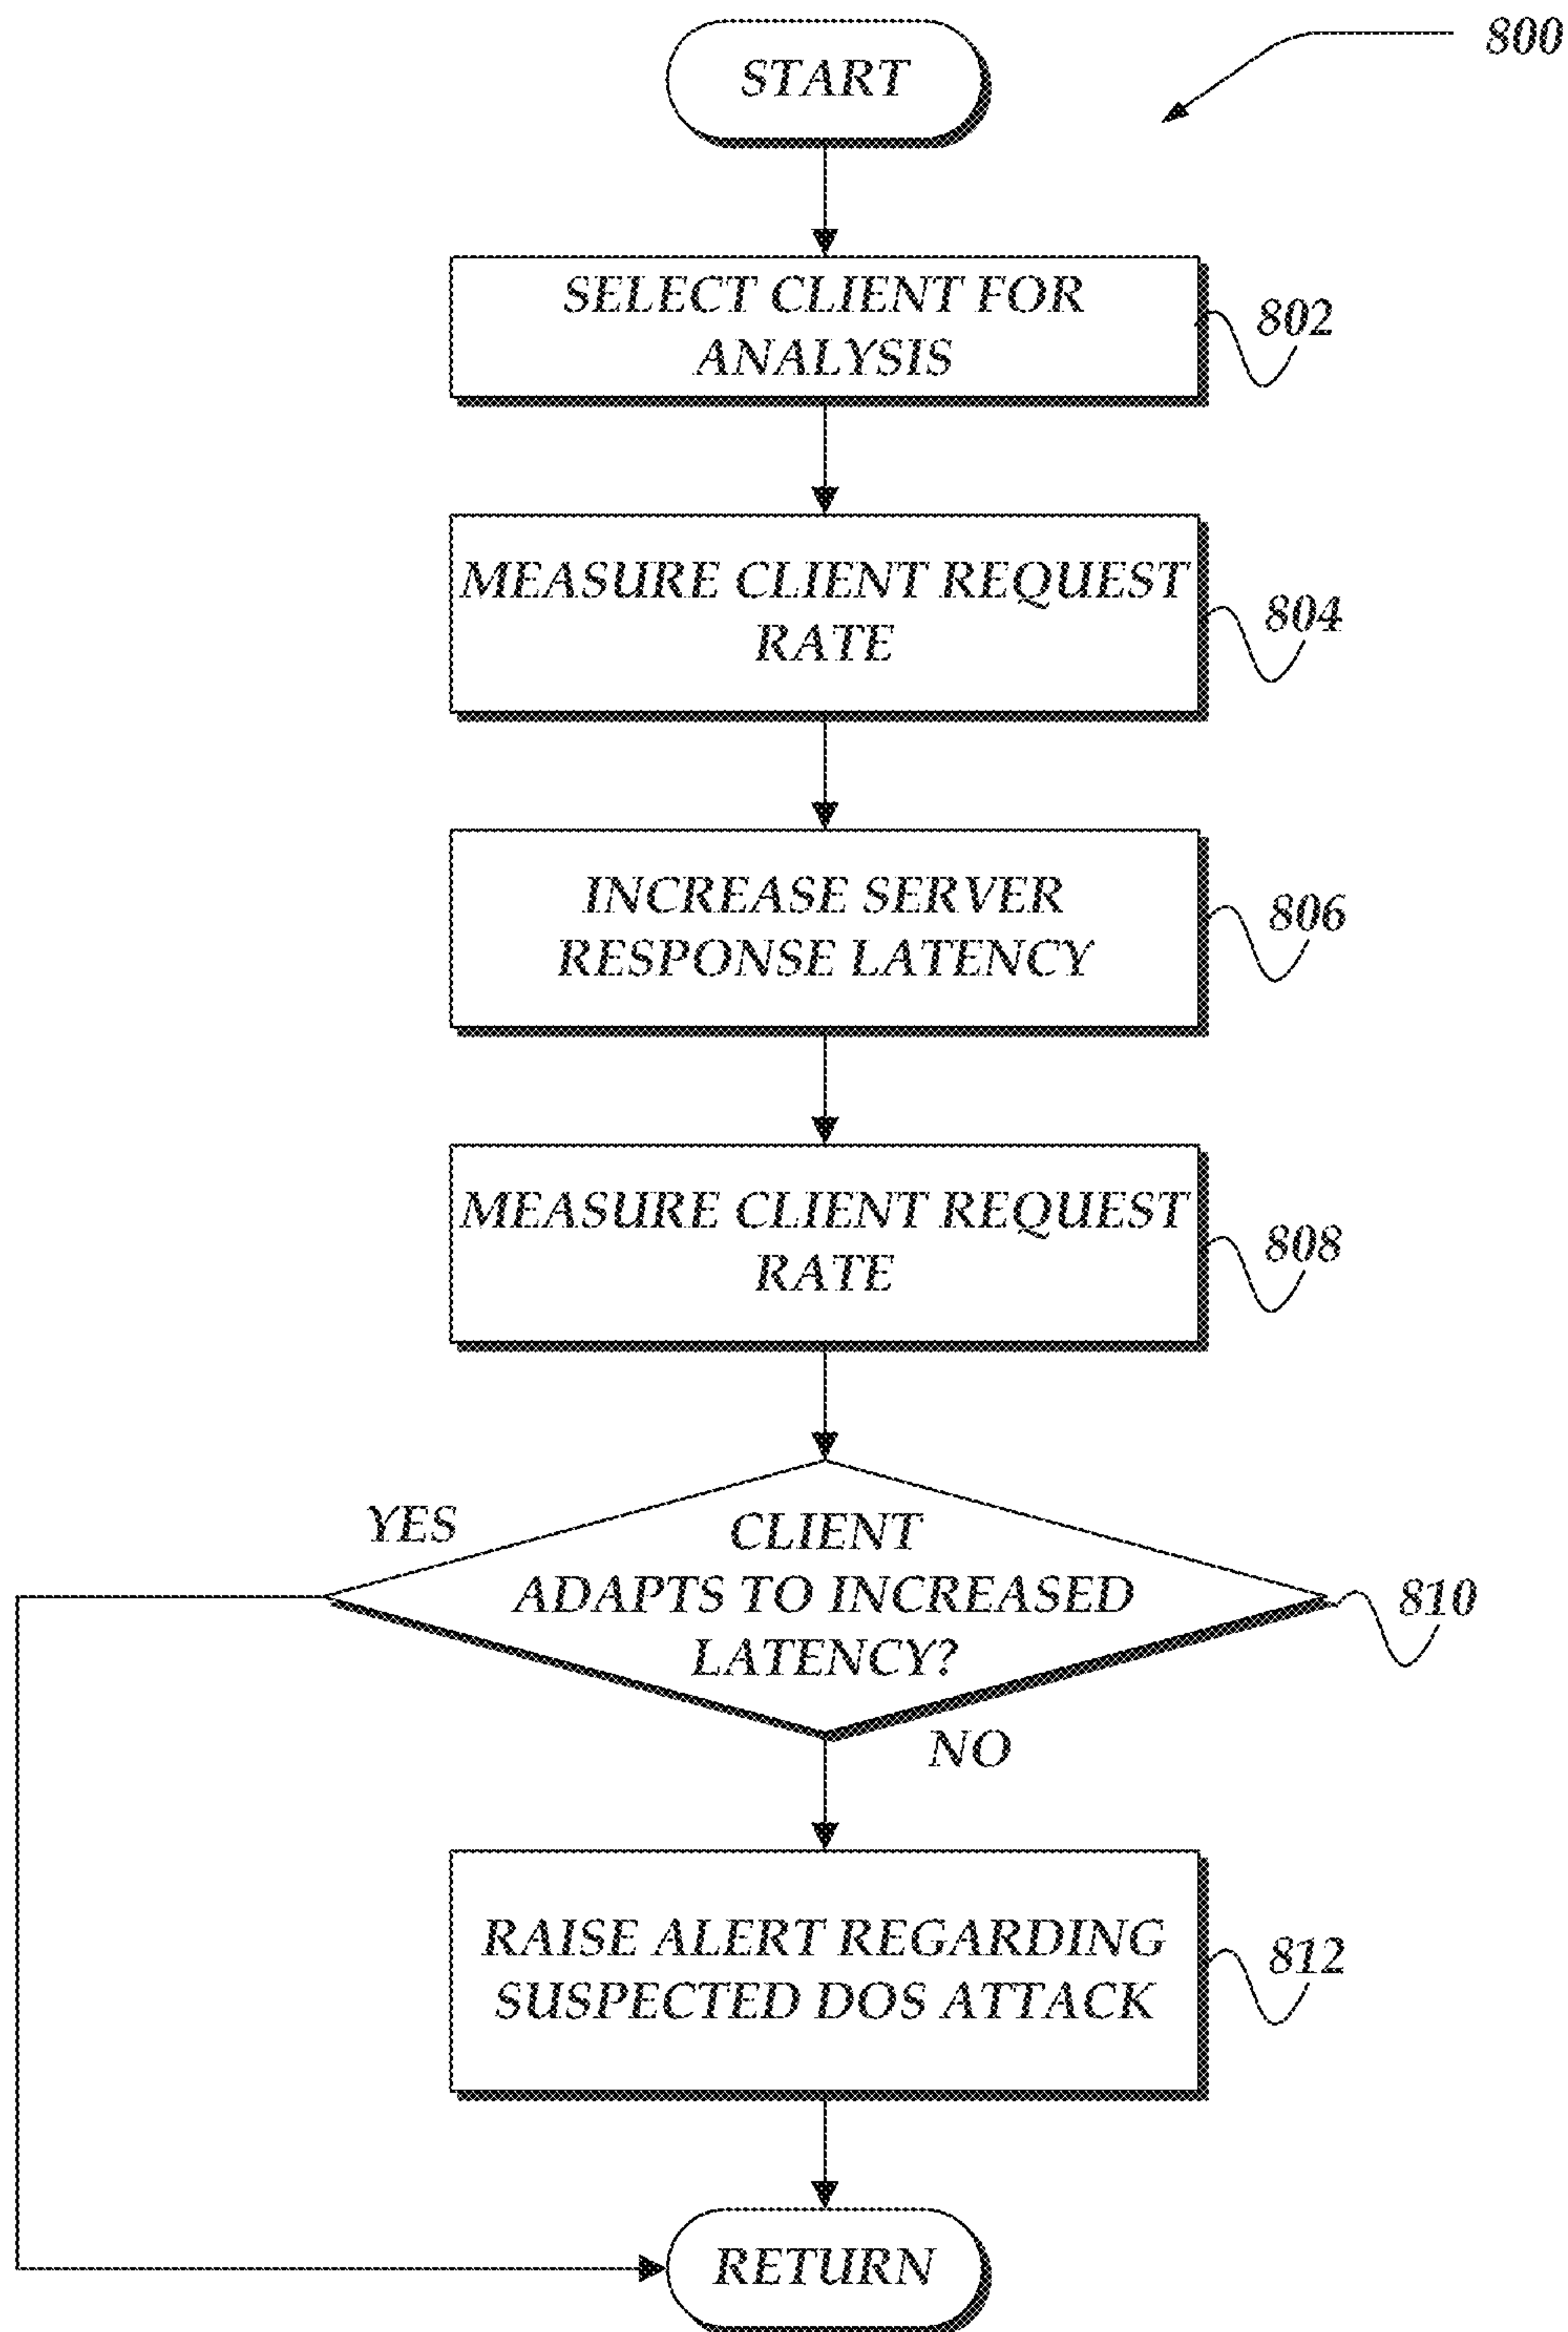 800
START
SELECT CLIENT FOR
ANALYSIS
802
MEASURE CLIENT REQUEST
RATE
804
INCREASE SERVER
RESPONSE LATENCY
806
MEASURE CLIENT REQUEST
RATE
808
YES
CLIENT
ADAPTS TO INCREASED
LATENCY?
810
NO
RAISE ALERT REGARDING
SUSPECTED DOS ATTACK
812
RETURN